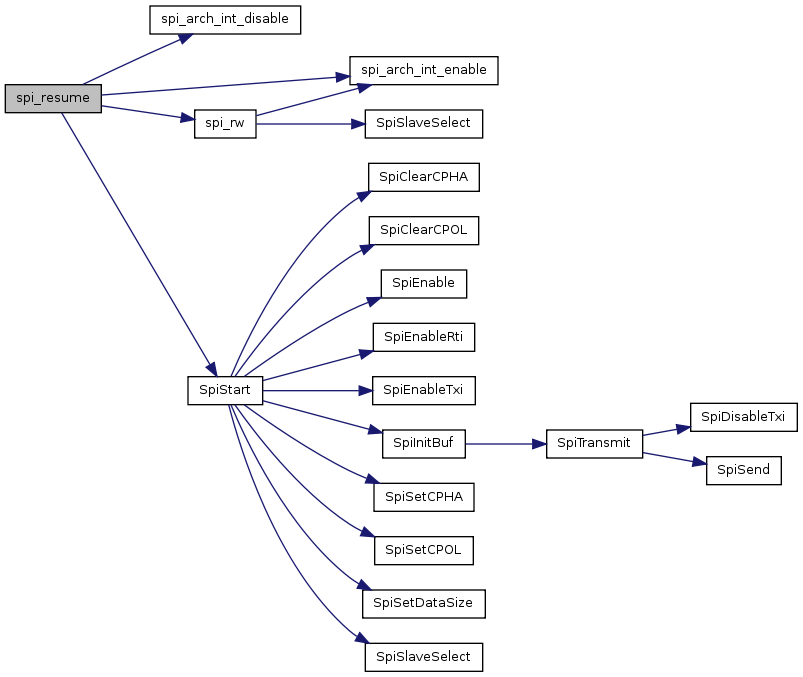 spi_arch_int_disable
spi_arch_int_enable
spi_resume
spi_rw
SpiSlaveSelect
SpiClearCPHA
SpiClearCPOL
SpiEnable
SpiEnableRti
SpiStart
SpiEnableTxi
SpiInitBuf
SpiTransmit
SpiDisableTxi
SpiSend
SpiSetCPHA
SpiSetCPOL
SpiSetDataSize
SpiSlaveSelect